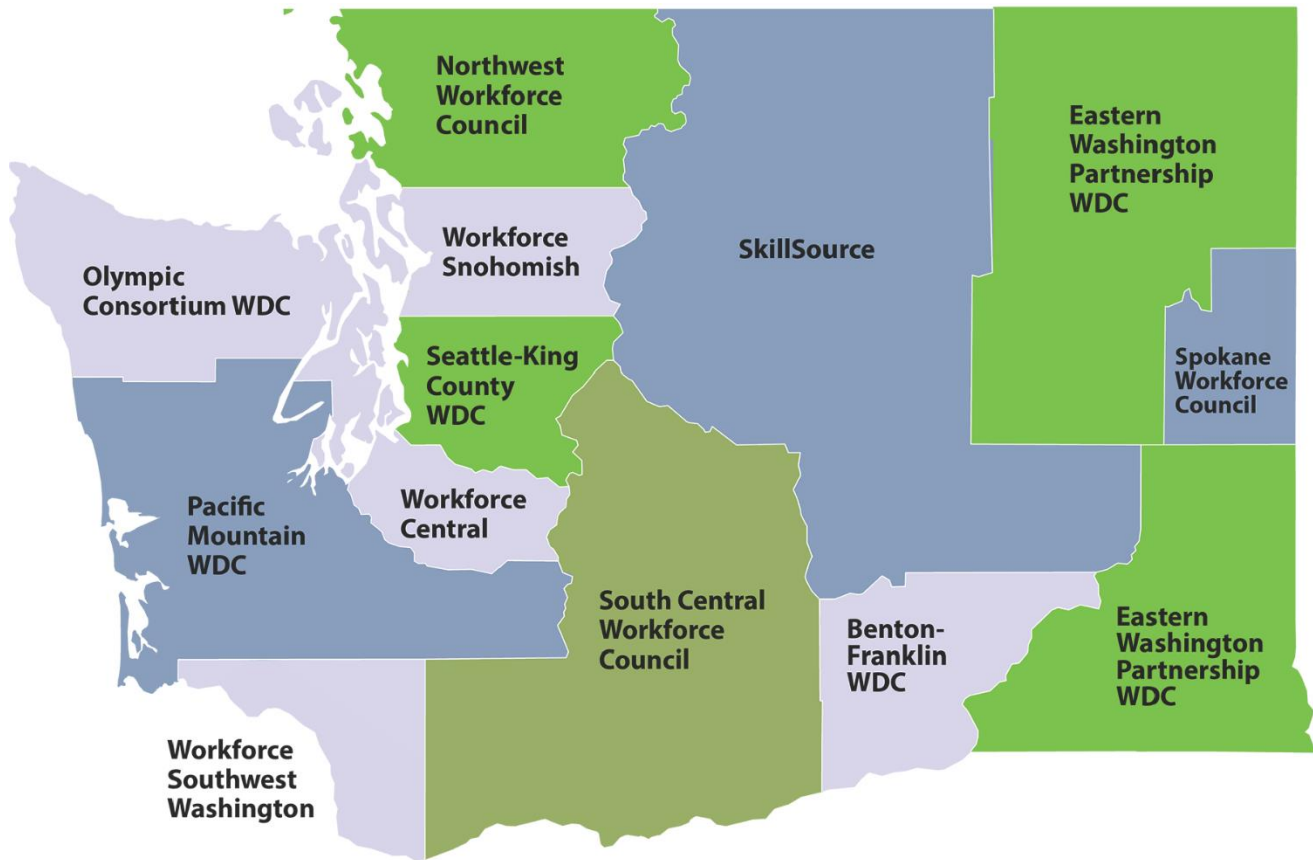 Northwest
Workforce
Council
Eastern
Washington
Partnership
WDC
Workforce
Snohomish
SkillSource
Olympic
Consortium WDC
Seattle-King
County
WDC
Spokane
Workforce
Council
Workforce
Central
Pacific
Mountain
WDC
South Central
Workforce
Council
Benton-
Franklin
WDC
Eastern
Washington
Partnership
WDC
Workforce
Southwest
Washington